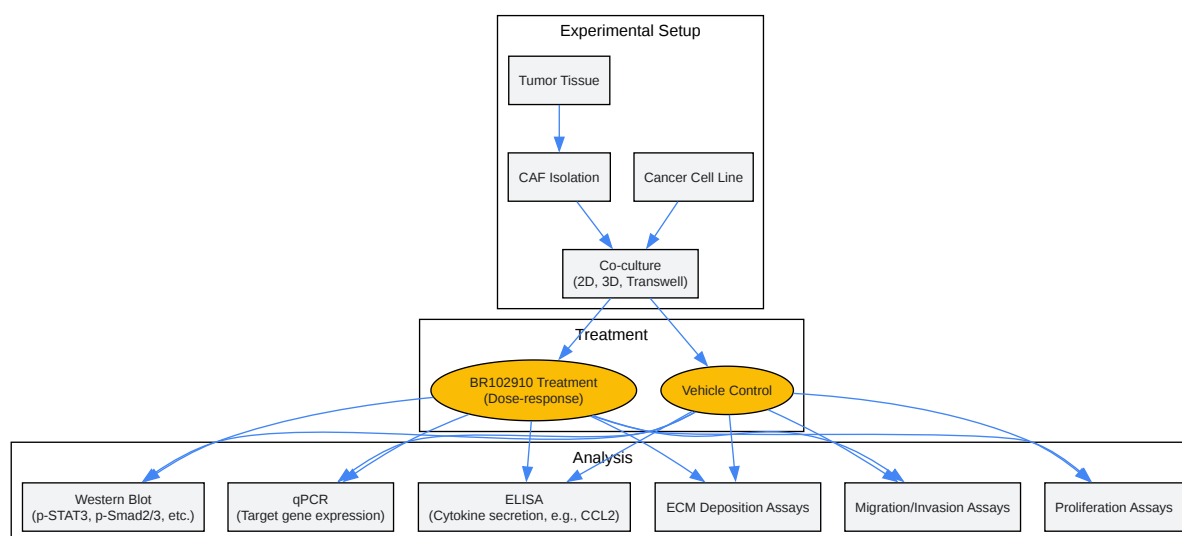 Experimental Setup
Tumor Tissue
CAF Isolation
Cancer Cell Line
Co-culture
(2D, 3D, Transwell)
Treatment
BR102910 Treatment
(Dose-response)
Vehicle Control
Analysis
Western Blot
(p-STAT3, p-Smad2/3, etc.)
qPCR
(Target gene expression)
ELISA
(Cytokine secretion, e.g., CCL2)
ECM Deposition Assays
Migration/Invasion Assays
Proliferation Assays